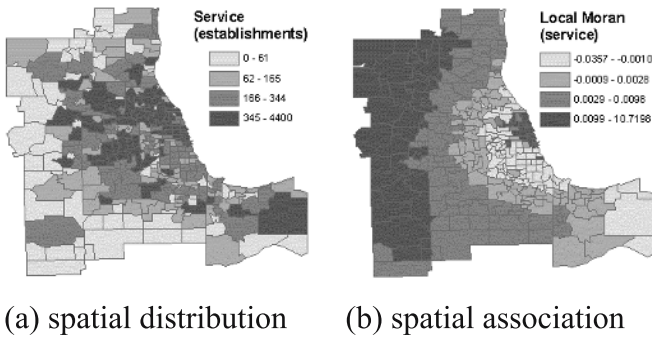 Service
(establishments)
0 - 61
62 - 165
166 - 344
345 - 4400
Local Moran
(service)
-0.0357 - -0.0010
-0.0009 - 0.0028
0.0029 - 0.0098
0.0099 - 10.7198
(a) spatial distribution
(b) spatial association